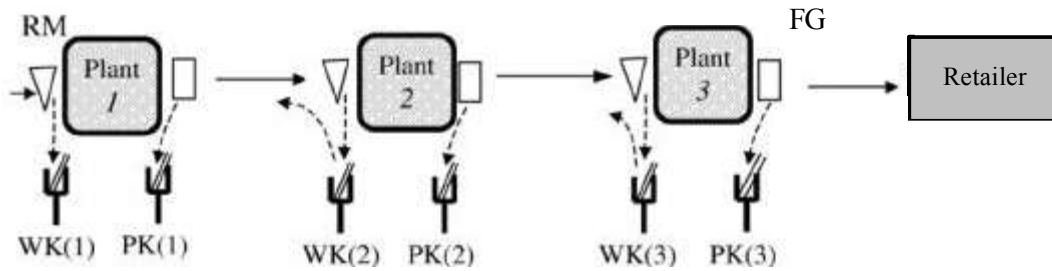 RM
FG
Plant
1
Plant
2
Plant
3
Retailer
WK(1)
PK(1)
WK(2)
PK(2)
WK(3)
PK(3)